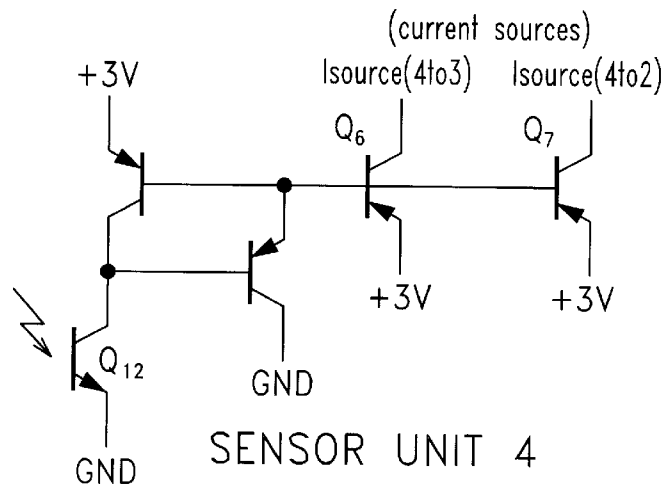 (current sources)
+3V Isource(4to3) Isource(4to2)
Q6 Q7
+3V +3V
Q12
GND
GND
SENSOR UNIT 4